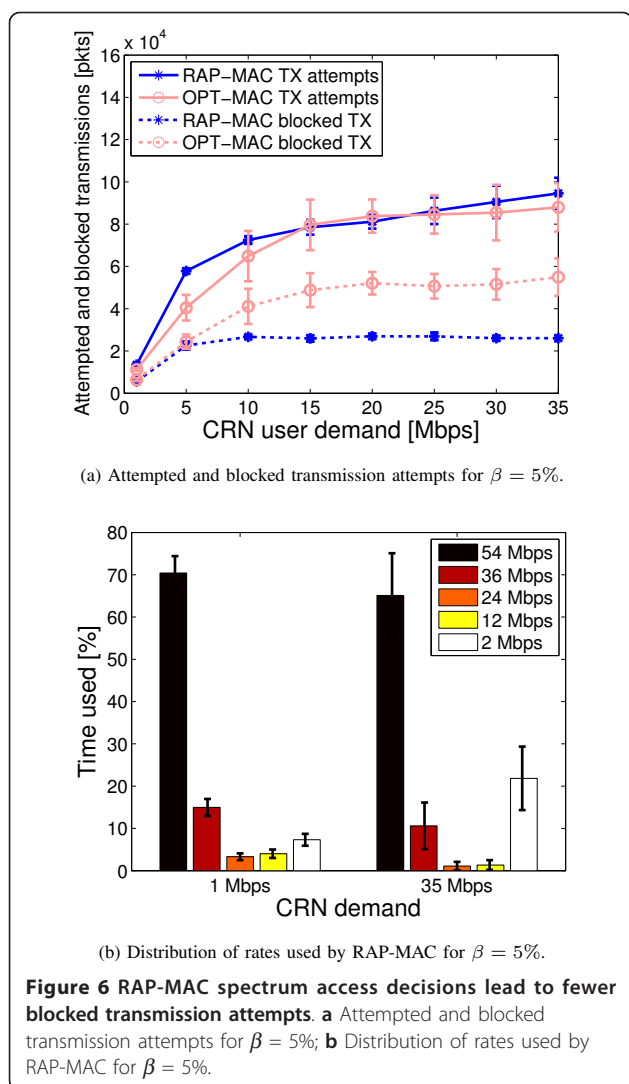 x 10⁴
Attempted and blocked transmissions [pkts]
16
14
12
10
8
6
4
2
0
RAP−MAC TX attempts
OPT−MAC TX attempts
RAP−MAC blocked TX
OPT−MAC blocked TX
0 5 10 15 20 25 30 35
CRN user demand [Mbps]
(a) Attempted and blocked transmission attempts for β = 5%.
Time used [%]
80
70
60
50
40
30
20
10
0
54 Mbps
36 Mbps
24 Mbps
12 Mbps
2 Mbps
1 Mbps 35 Mbps
CRN demand
(b) Distribution of rates used by RAP-MAC for β = 5%.
Figure 6 RAP-MAC spectrum access decisions lead to fewer
blocked transmission attempts. a Attempted and blocked
transmission attempts for β = 5%; b Distribution of rates used by
RAP-MAC for β = 5%.